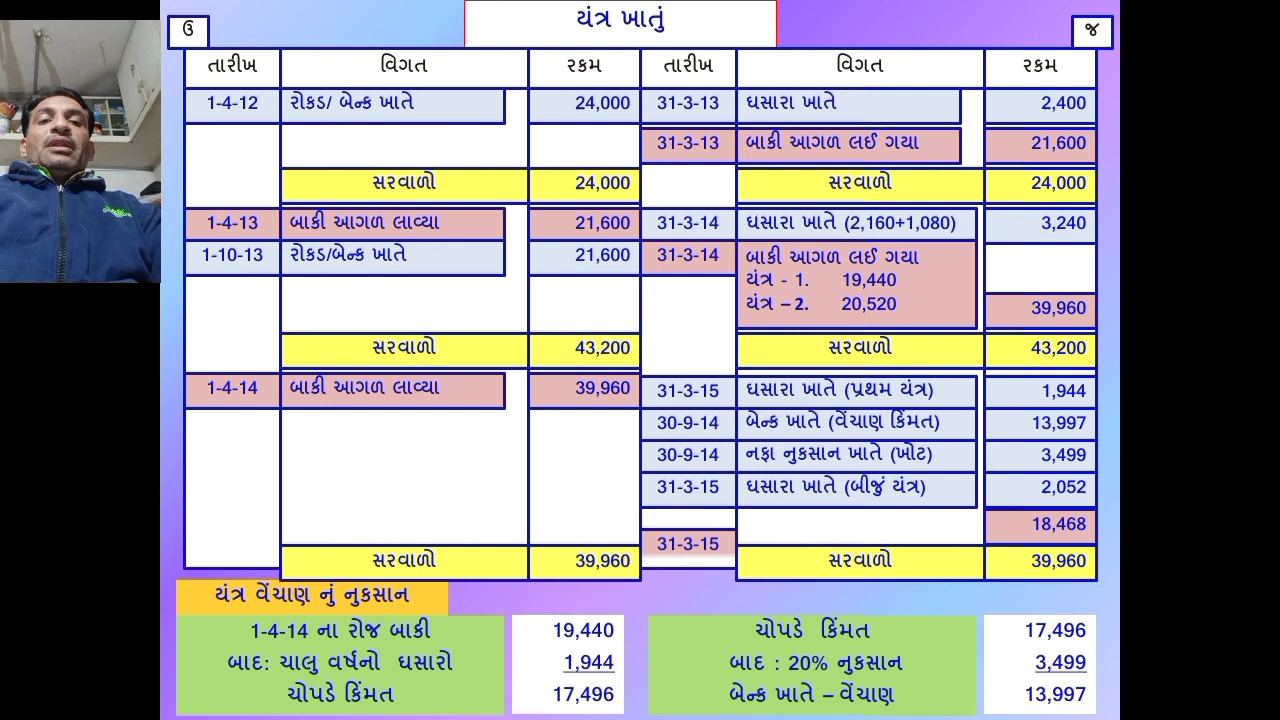 યંત્ર ખાતું
ઉ જ
તારીખ વિગત રકમ તારીખ વિગત રકમ
1-4-12 રોકડ/ બેન્ક ખાતે 24,000 31-3-13 ઘસારા ખાતે 2,400
31-3-13 બાકી આગળ લઈ ગયા 21,600
સરવાળો 24,000 સરવાળો 24,000
1-4-13 બાકી આગળ લાવ્યા 21,600 31-3-14 ઘસારા ખાતે (2,160+1,080) 3,240
1-10-13 રોકડ/બેન્ક ખાતે 21,600 31-3-14 બાકી આગળ લઈ ગયા
યંત્ર - 1. 19,440
યંત્ર – 2. 20,520 39,960
સરવાળો 43,200 સરવાળો 43,200
1-4-14 બાકી આગળ લાવ્યા 39,960 31-3-15 ઘસારા ખાતે (પ્રથમ યંત્ર) 1,944
30-9-14 બેન્ક ખાતે (વેંચાણ કિંમત) 13,997
30-9-14 નફા નુકસાન ખાતે (ખોટ) 3,499
31-3-15 ઘસારા ખાતે (બીજું યંત્ર) 2,052
31-3-15 18,468
સરવાળો 39,960 સરવાળો 39,960
યંત્ર વેંચાણ નું નુકસાન
1-4-14 ના રોજ બાકી 19,440 ચોપડે કિંમત 17,496
બાદ: ચાલુ વર્ષનો ઘસારો 1,944 બાદ : 20% નુકસાન 3,499
ચોપડે કિંમત 17,496 બેન્ક ખાતે – વેંચાણ 13,997